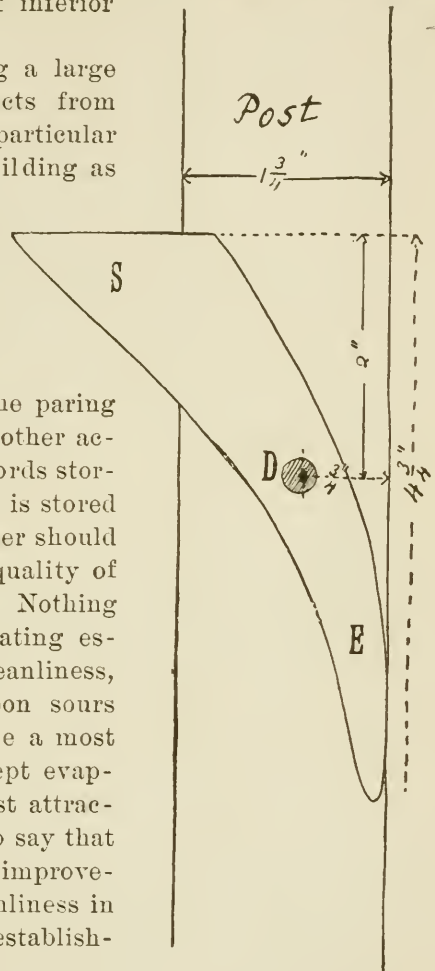 inferior
g a large
cts from
particular
ilding as
ne paring
other ac-
ords stor-
is stored
er should
quality of
Nothing
ating es-
eanliness,
on sours
e a most
ept evap-
st attrac-
o say that
improve-
nliness in
establish-
Post
1 3/4"
S
2"
D
3/4"
4 3/4"
E